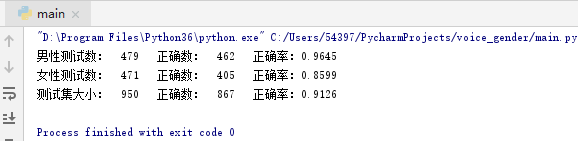 main ×
"D:\Program Files\Python36\python.exe" C:/Users/54397/PycharmProjects/voice_gender/main.py
男性测试数： 479 正确数： 462 正确率：0.9645
女性测试数： 471 正确数： 405 正确率：0.8599
测试集大小： 950 正确数： 867 正确率：0.9126
Process finished with exit code 0